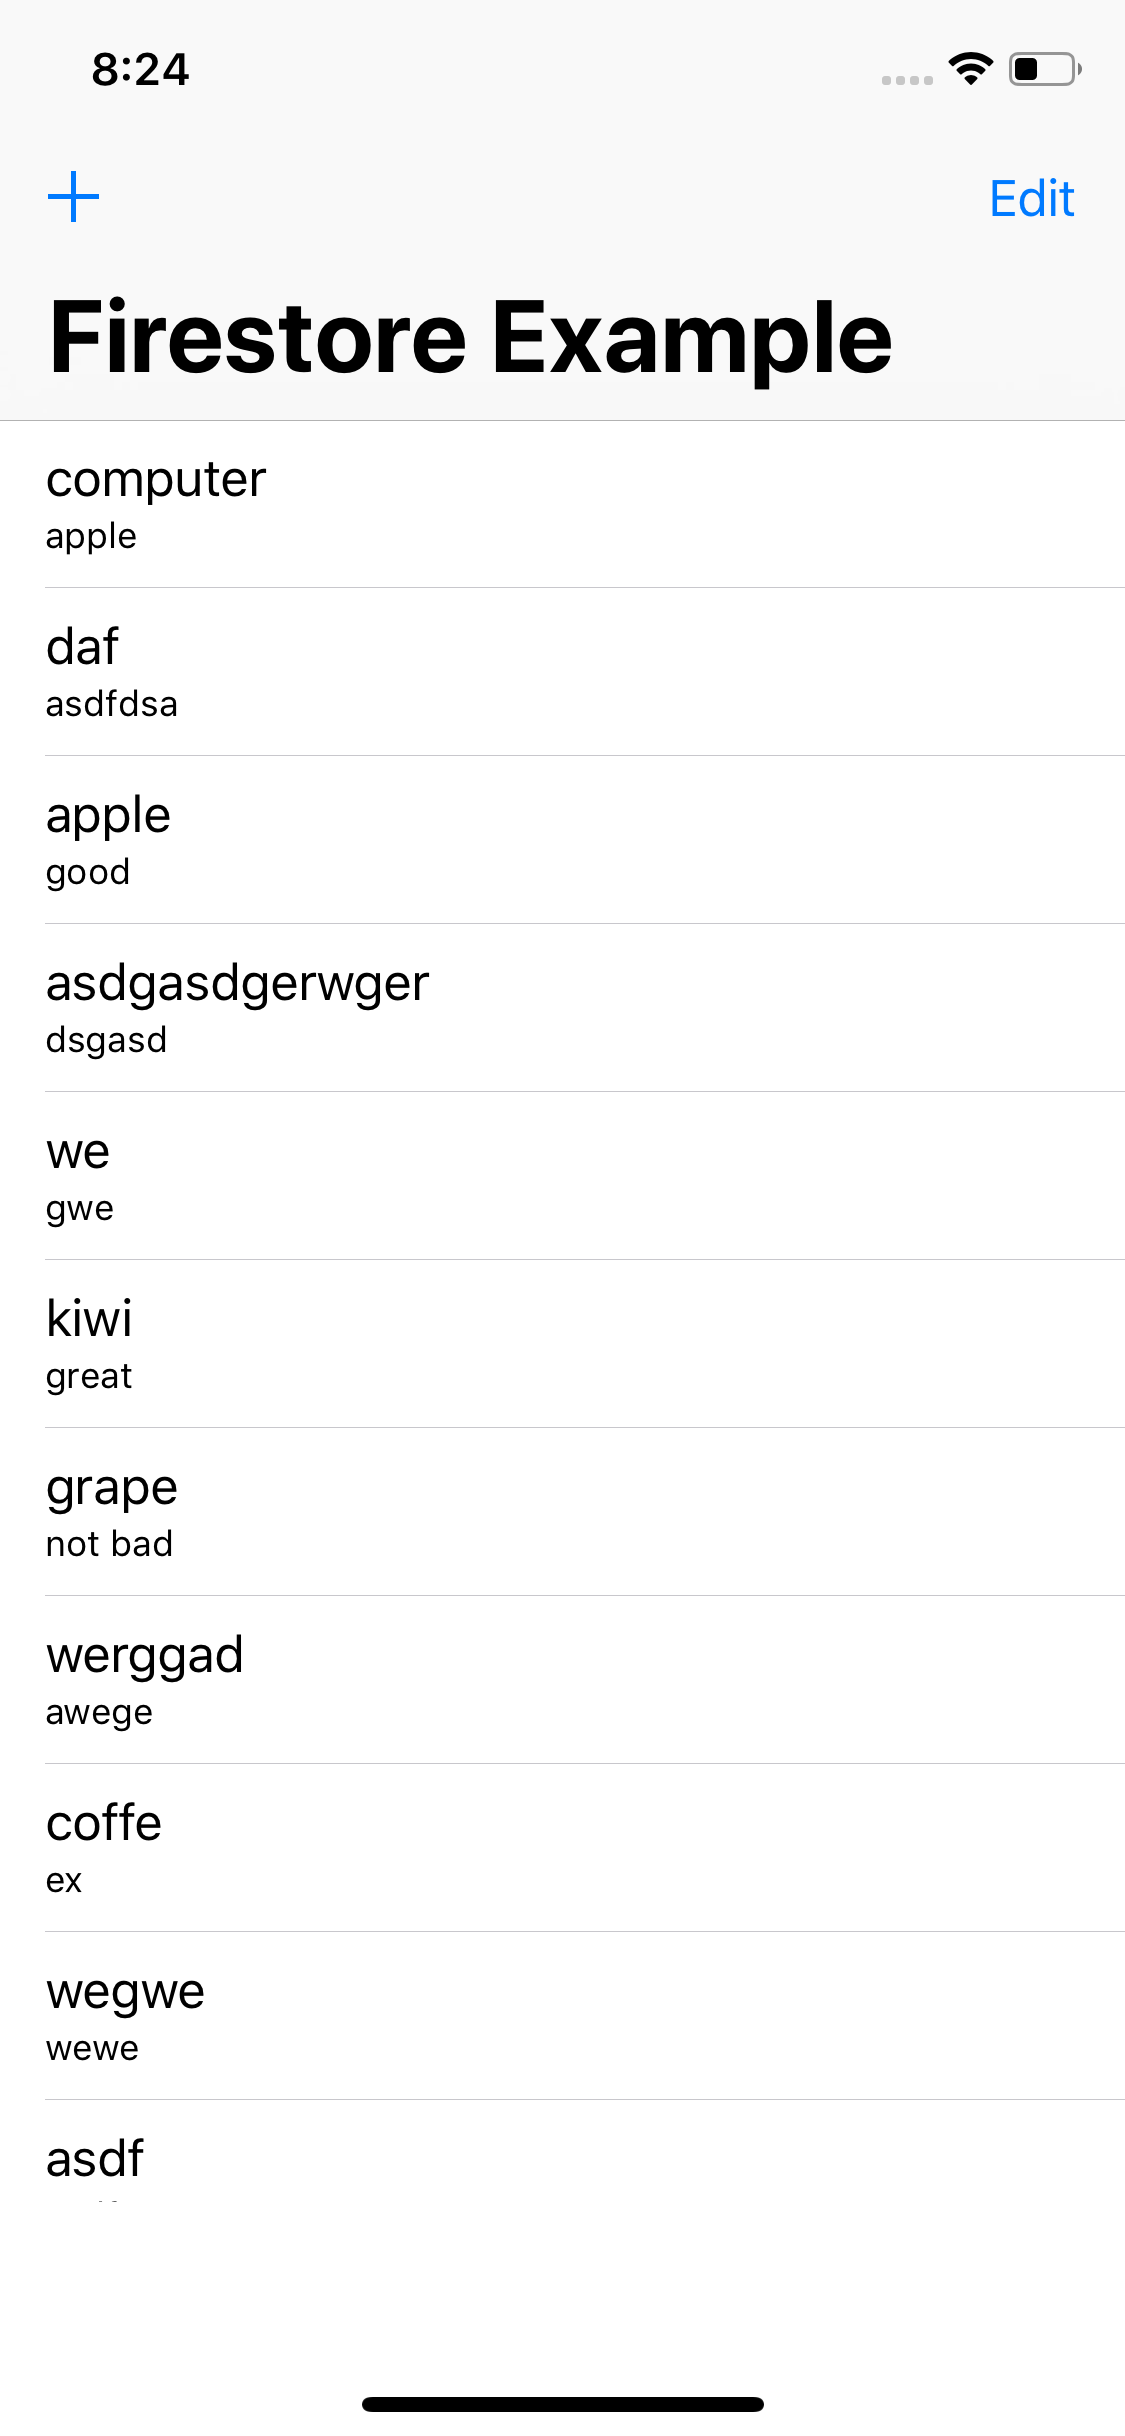 8:24
Edit
Firestore Example
computer
apple
daf
asdfdsa
apple
good
asdgasdgerwger
dsgasd
we
gwe
kiwi
great
grape
not bad
werggad
awege
coffe
ex
wegwe
wewe
asdf